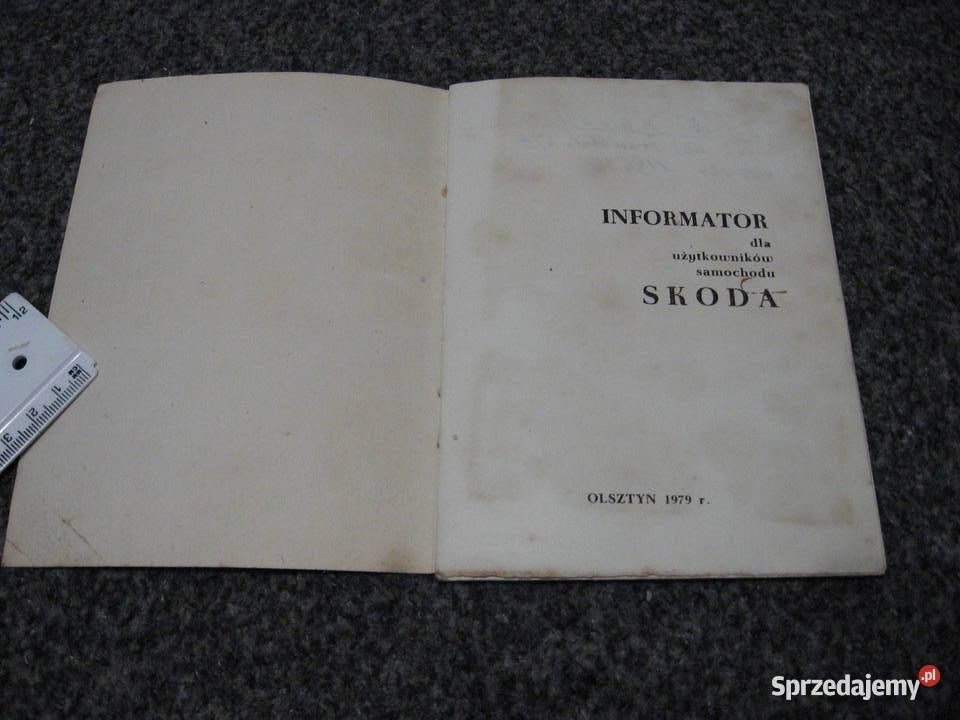 INFORMATOR
dla
użytkowników
samochodu
SKODA
OLSZTYN 1979 r.
Sprzedajemy.pl